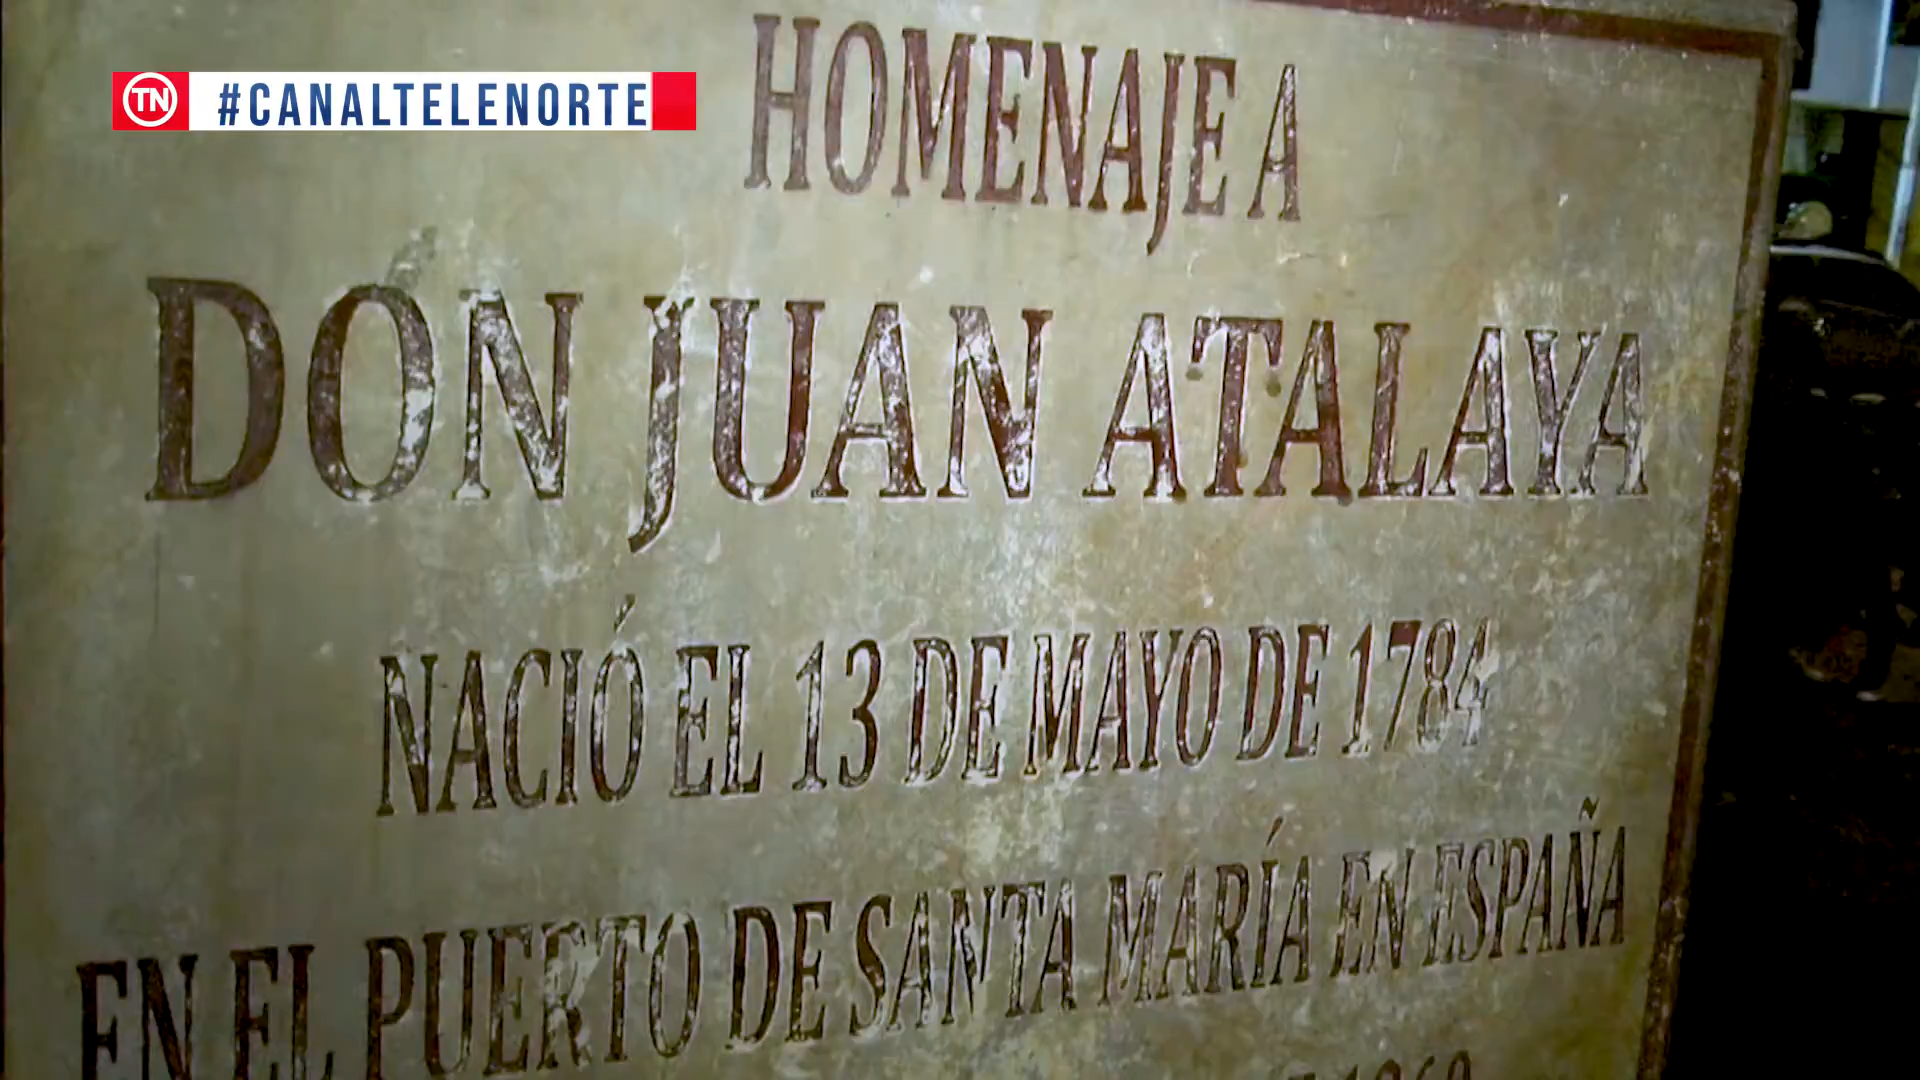 TN #CANALTELENORTE
HOMENAJE A
DON JUAN ATALAYA
NACIÓ EL 13 DE MAYO DE 1784
EN EL PUERTO DE SANTA MARÍA EN ESPAÑA